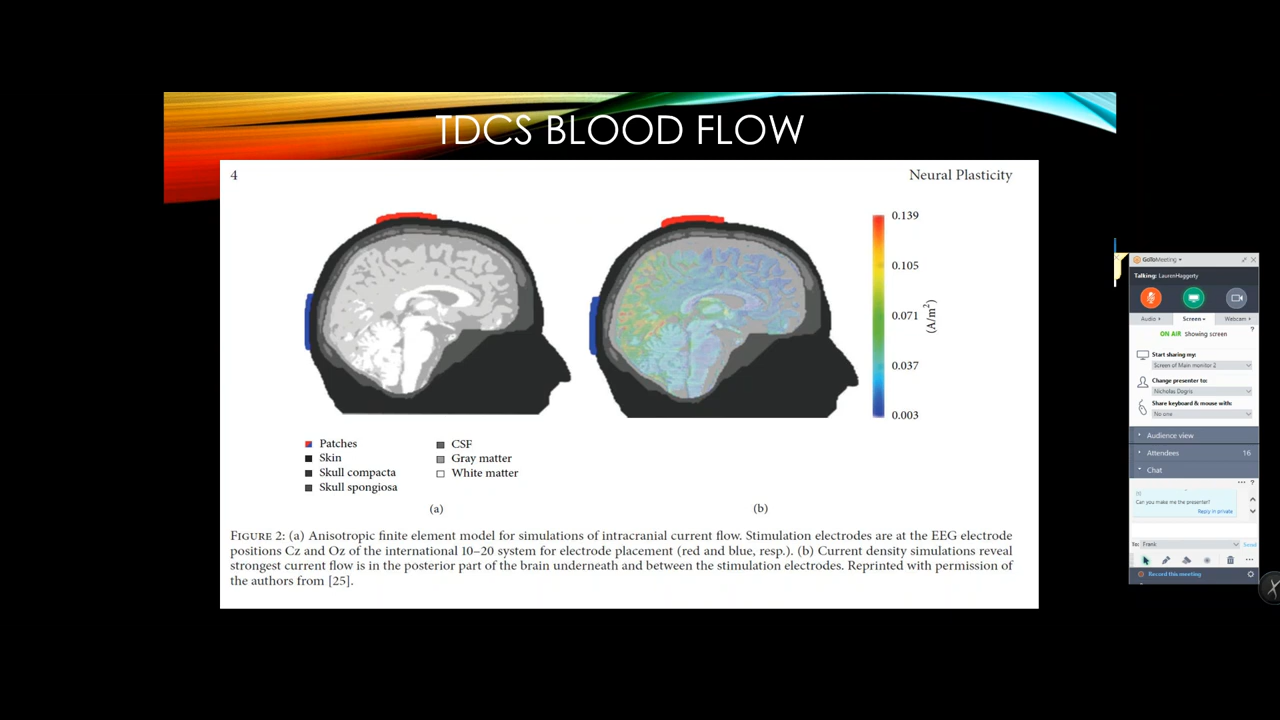 TDCS BLOOD FLOW
4
Neural Plasticity
0.139
0.105
0.071
0.037
0.003
(A/m²)
Patches
Skin
Skull compacta
Skull spongiosa
CSF
Gray matter
White matter
(a)
(b)
FIGURE 2: (a) Anisotropic finite element model for simulations of intracranial current flow. Stimulation electrodes are at the EEG electrode
positions Cz and Oz of the international 10–20 system for electrode placement (red and blue, resp.). (b) Current density simulations reveal
strongest current flow is in the posterior part of the brain underneath and between the stimulation electrodes. Reprinted with permission of
the authors from [25].
GoToMeeting
Talking: LaurenHaggerty
Audio
Screen
Webcam
?
ON AIR Showing screen
Start sharing my:
Screen of Main monitor 2
Change presenter to:
Share keyboard & mouse with:
No one
Audience view
Attendees 16
Chat
?
Can you make me the presenter?
Reply in private
To: Frank
Send
Record this meeting